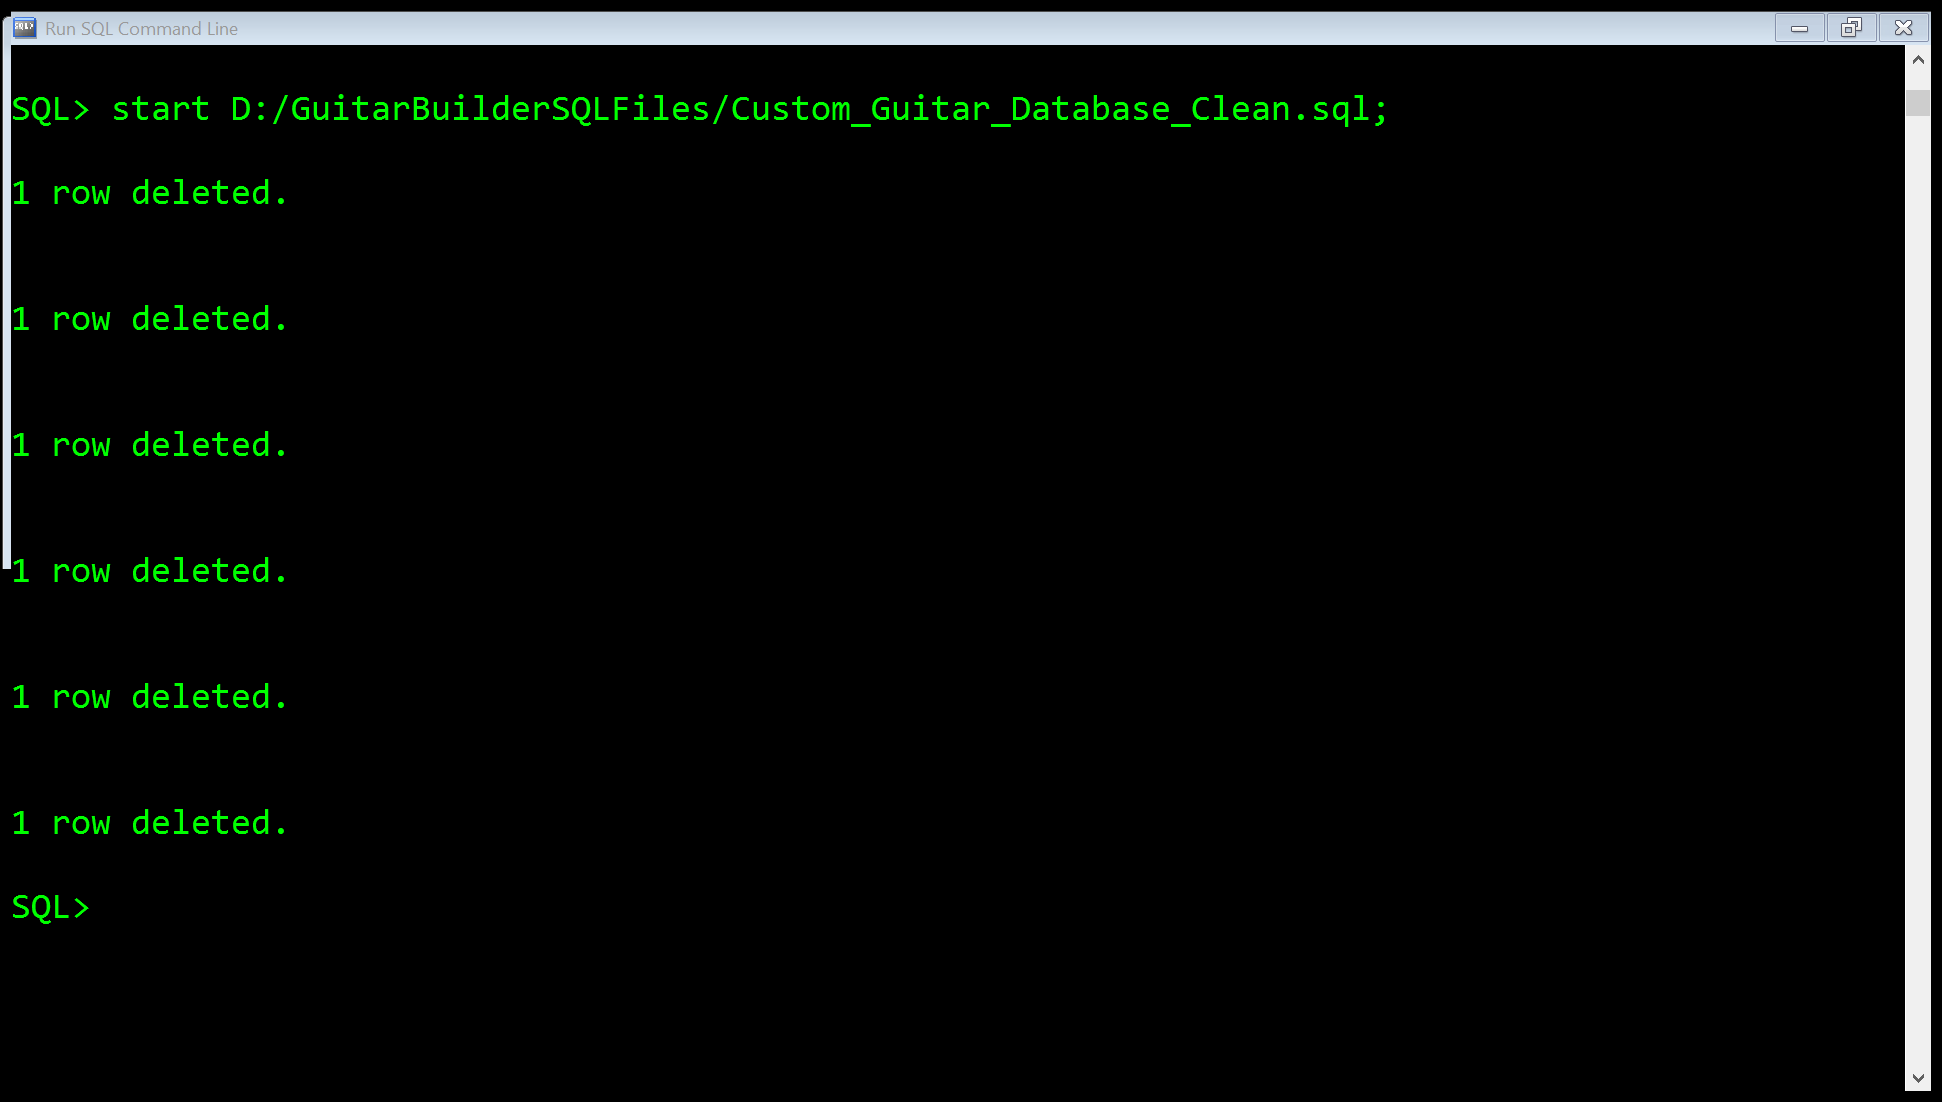 Run SQL Command Line
SQL> start D:/GuitarBuilderSQLFiles/Custom_Guitar_Database_Clean.sql;
1 row deleted.
1 row deleted.
1 row deleted.
1 row deleted.
1 row deleted.
1 row deleted.
SQL>